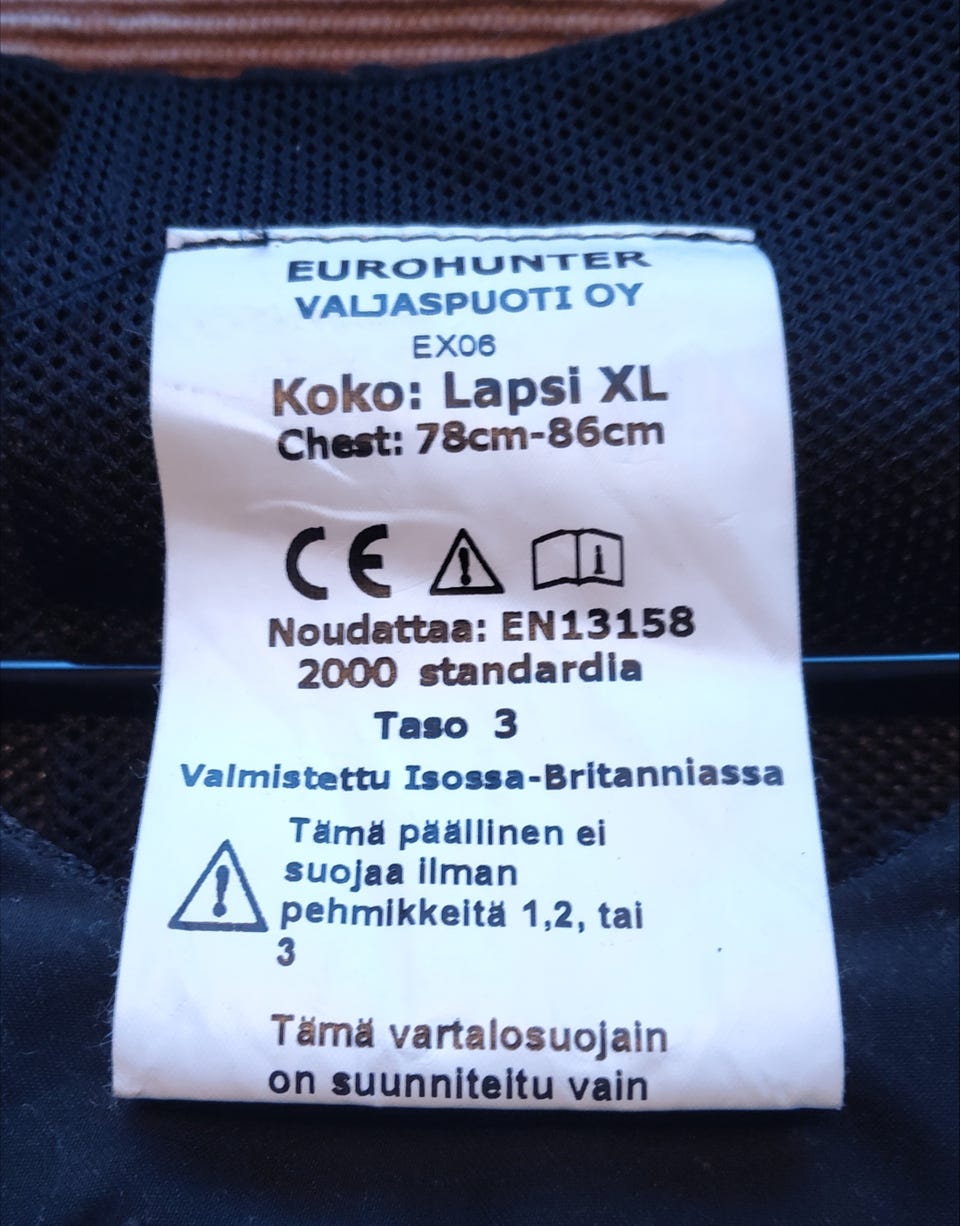 EUROHUNTER
VALJASPUOTI OY
EX06
Koko: Lapsi XL
Chest: 78cm-86cm
CE
Noudattaa: EN13158
2000 standardia
Taso 3
Valmistettu Isossa-Britanniassa
Tämä päällinen ei
suojaa ilman
pehmikkeitä 1,2, tai
3
Tämä vartalosuojain
on suunniteltu vain